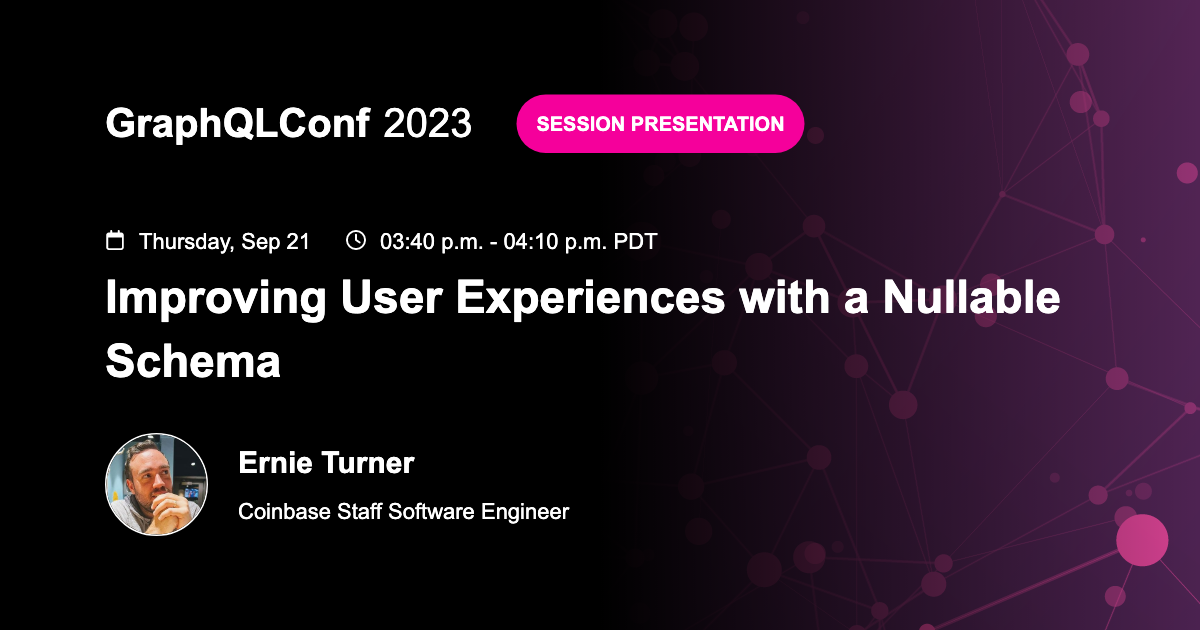 GraphQLConf 2023
SESSION PRESENTATION
Thursday, Sep 21
03:40 p.m. - 04:10 p.m. PDT
Improving User Experiences with a Nullable
Schema
Ernie Turner
Coinbase Staff Software Engineer